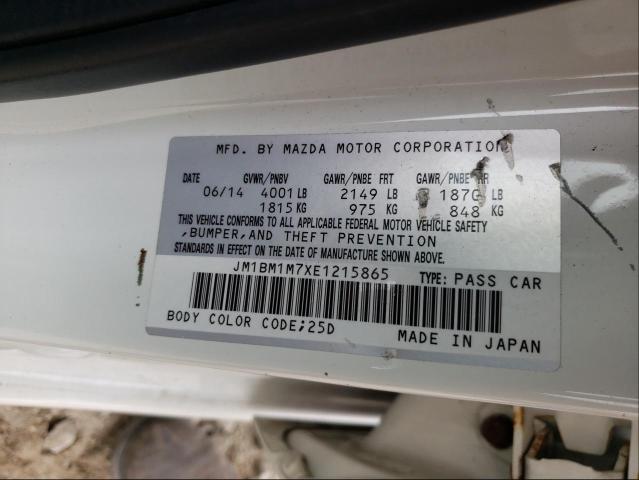 MFD. BY MAZDA MOTOR CORPORATION
DATE GVWR/PNBV GAWR/PNBE FRT GAWR/PNBE RR
06/14 4001 LB 2149 LB 1870 LB
1815 KG 975 KG 848 KG
THIS VEHICLE CONFORMS TO ALL APPLICABLE FEDERAL MOTOR VEHICLE SAFETY
,BUMPER,AND THEFT PREVENTION
STANDARDS IN EFFECT ON THE DATE OF MANUFACTURE SHOWN ABOVE.
JM1BM1M7XE1215865 TYPE: PASS CAR
BODY COLOR CODE;25D MADE IN JAPAN